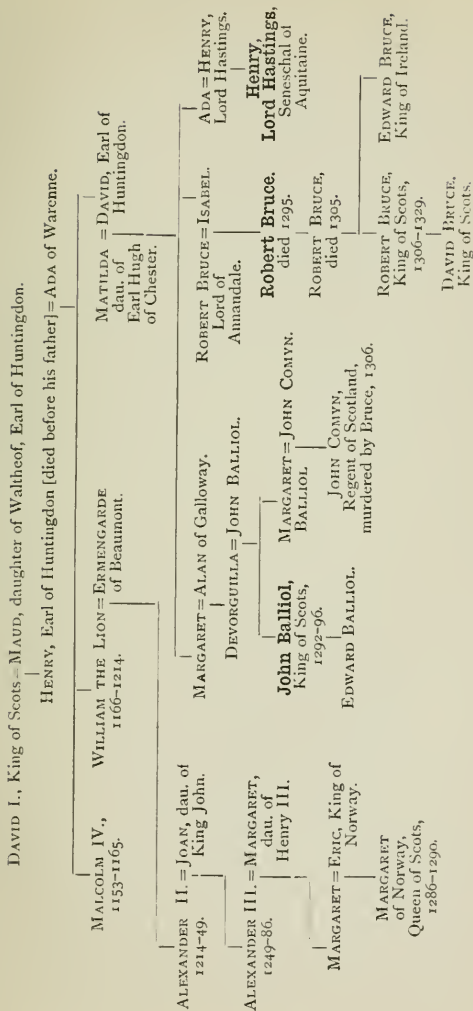 DAVID I., King of Scots = MAUD, daughter of Waltheof, Earl of Huntingdon.
HENRY, Earl of Huntingdon [died before his father] = ADA of Warenne.
MALCOLM IV.,
1153-1165.
WILLIAM THE LION = ERMENGARDE
1166-1214.
of Beaumont.
MATILDA = DAVID, Earl of
dau. of
Huntingdon.
Earl Hugh
of Chester.
ALEXANDER II. = JOAN, dau. of
1214-49.
King John.
ALEXANDER III. = MARGARET,
1249-86.
dau. of
Henry III.
MARGARET = ERIC, King of
Norway.
MARGARET
of Norway,
Queen of Scots,
1286-1290.
MARGARET = ALAN of Galloway.
DEVORGUILLA = JOHN BALLIOL.
John Balliol,
King of Scots,
1292-96.
EDWARD BALLIOL.
MARGARET = JOHN COMYN.
BALLIOL
JOHN COMYN,
Regent of Scotland,
murdered by Bruce, 1306.
ROBERT BRUCE = ISABEL.
Lord of
Annandale.
Robert Bruce.
died 1295.
ROBERT BRUCE,
died 1305.
ROBERT BRUCE,
King of Scots,
1306-1329.
DAVID BRUCE,
King of Scots.
EDWARD BRUCE,
King of Ireland.
ADA = HENRY,
Lord Hastings.
Henry,
Lord Hastings,
Seneschal of
Aquitaine.